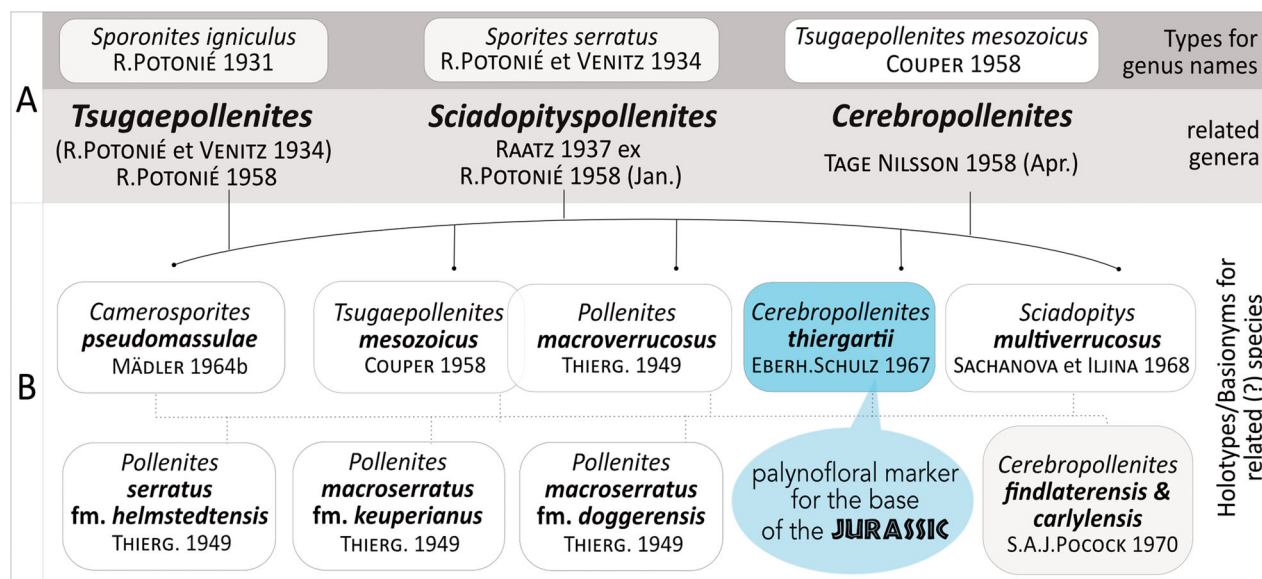 A
Sporonites igniculus
R.POTONIÉ 1931
Sporites serratus
R.POTONIÉ et VENITZ 1934
Tsugaepollenites mesozoicus
COUPER 1958
Types for
genus names
Tsugaepollenites
(R.POTONIÉ et VENITZ 1934)
R.POTONIÉ 1958
Sciadopityspollenites
RAATZ 1937 ex
R.POTONIÉ 1958 (Jan.)
Cerebropollenites
TAGE NILSSON 1958 (Apr.)
related
genera
B
Camerosporites
pseudomassulae
MÄDLER 1964b
Tsugaepollenites
mesozoicus
COUPER 1958
Pollenites
macroverrucosus
THIERG. 1949
Cerebropollenites
thiergartii
EBERH.SCHULZ 1967
Sciadopitys
multiverrucosus
SACHANOVA et ILJINA 1968
Pollenites
serratus
fm. helmstedtensis
THIERG. 1949
Pollenites
macroserratus
fm. keuperianus
THIERG. 1949
Pollenites
macroserratus
fm. doggerensis
THIERG. 1949
palynofloral marker
for the base
of the JURASSIC
Cerebropollenites
findlaterensis &
carlylensis
S.A.J.POCOCK 1970
Holotypes/Basionyms for
related (?) species